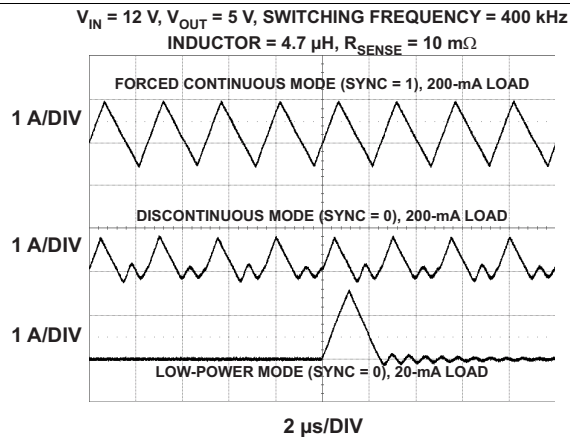 V_IN = 12 V, V_OUT = 5 V, SWITCHING FREQUENCY = 400 kHz
INDUCTOR = 4.7 µH, R_SENSE = 10 mΩ
FORCED CONTINUOUS MODE (SYNC = 1), 200-mA LOAD
1 A/DIV
DISCONTINUOUS MODE (SYNC = 0), 200-mA LOAD
1 A/DIV
1 A/DIV
LOW-POWER MODE (SYNC = 0), 20-mA LOAD
2 µs/DIV